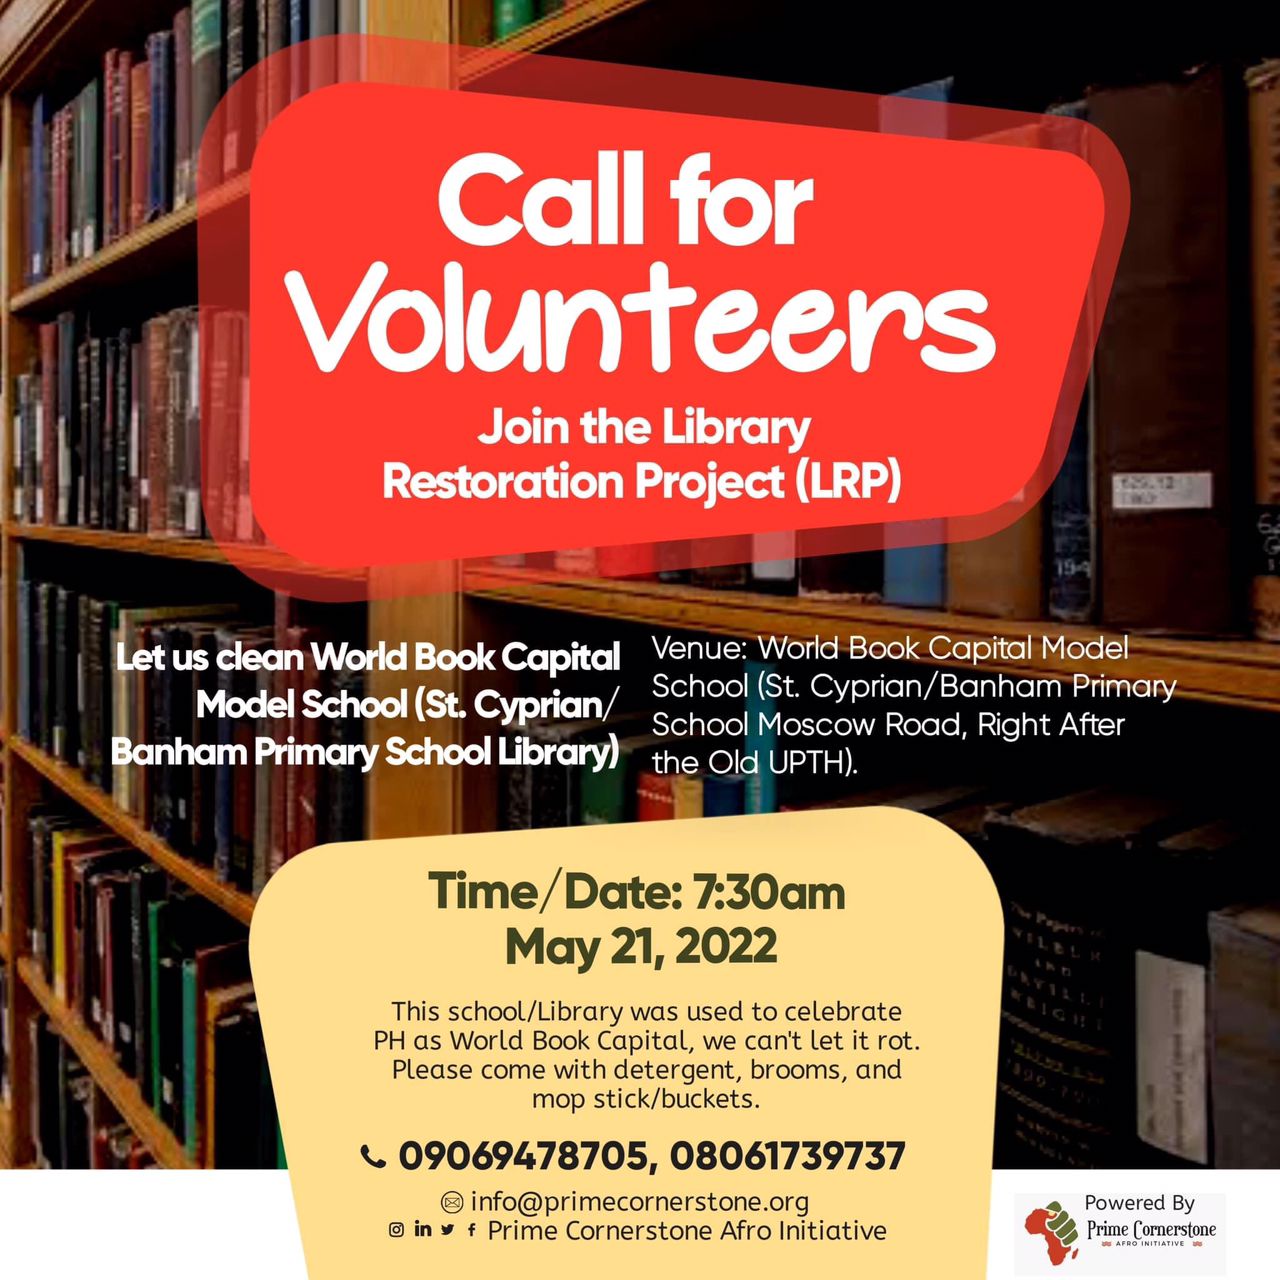 Call for
Volunteers
Join the Library
Restoration Project (LRP)
Let us clean World Book Capital
Model School (St. Cyprian/
Banham Primary School Library)
Venue: World Book Capital Model
School (St. Cyprian/Banham Primary
School Moscow Road, Right After
the Old UPTH).
Time/Date: 7:30am
May 21, 2022
This school/Library was used to celebrate
PH as World Book Capital, we can't let it rot.
Please come with detergent, brooms, and
mop stick/buckets.
09069478705, 08061739737
info@primecornerstone.org
Prime Cornerstone Afro Initiative
Powered By
Prime Cornerstone
AFRO INITIATIVE